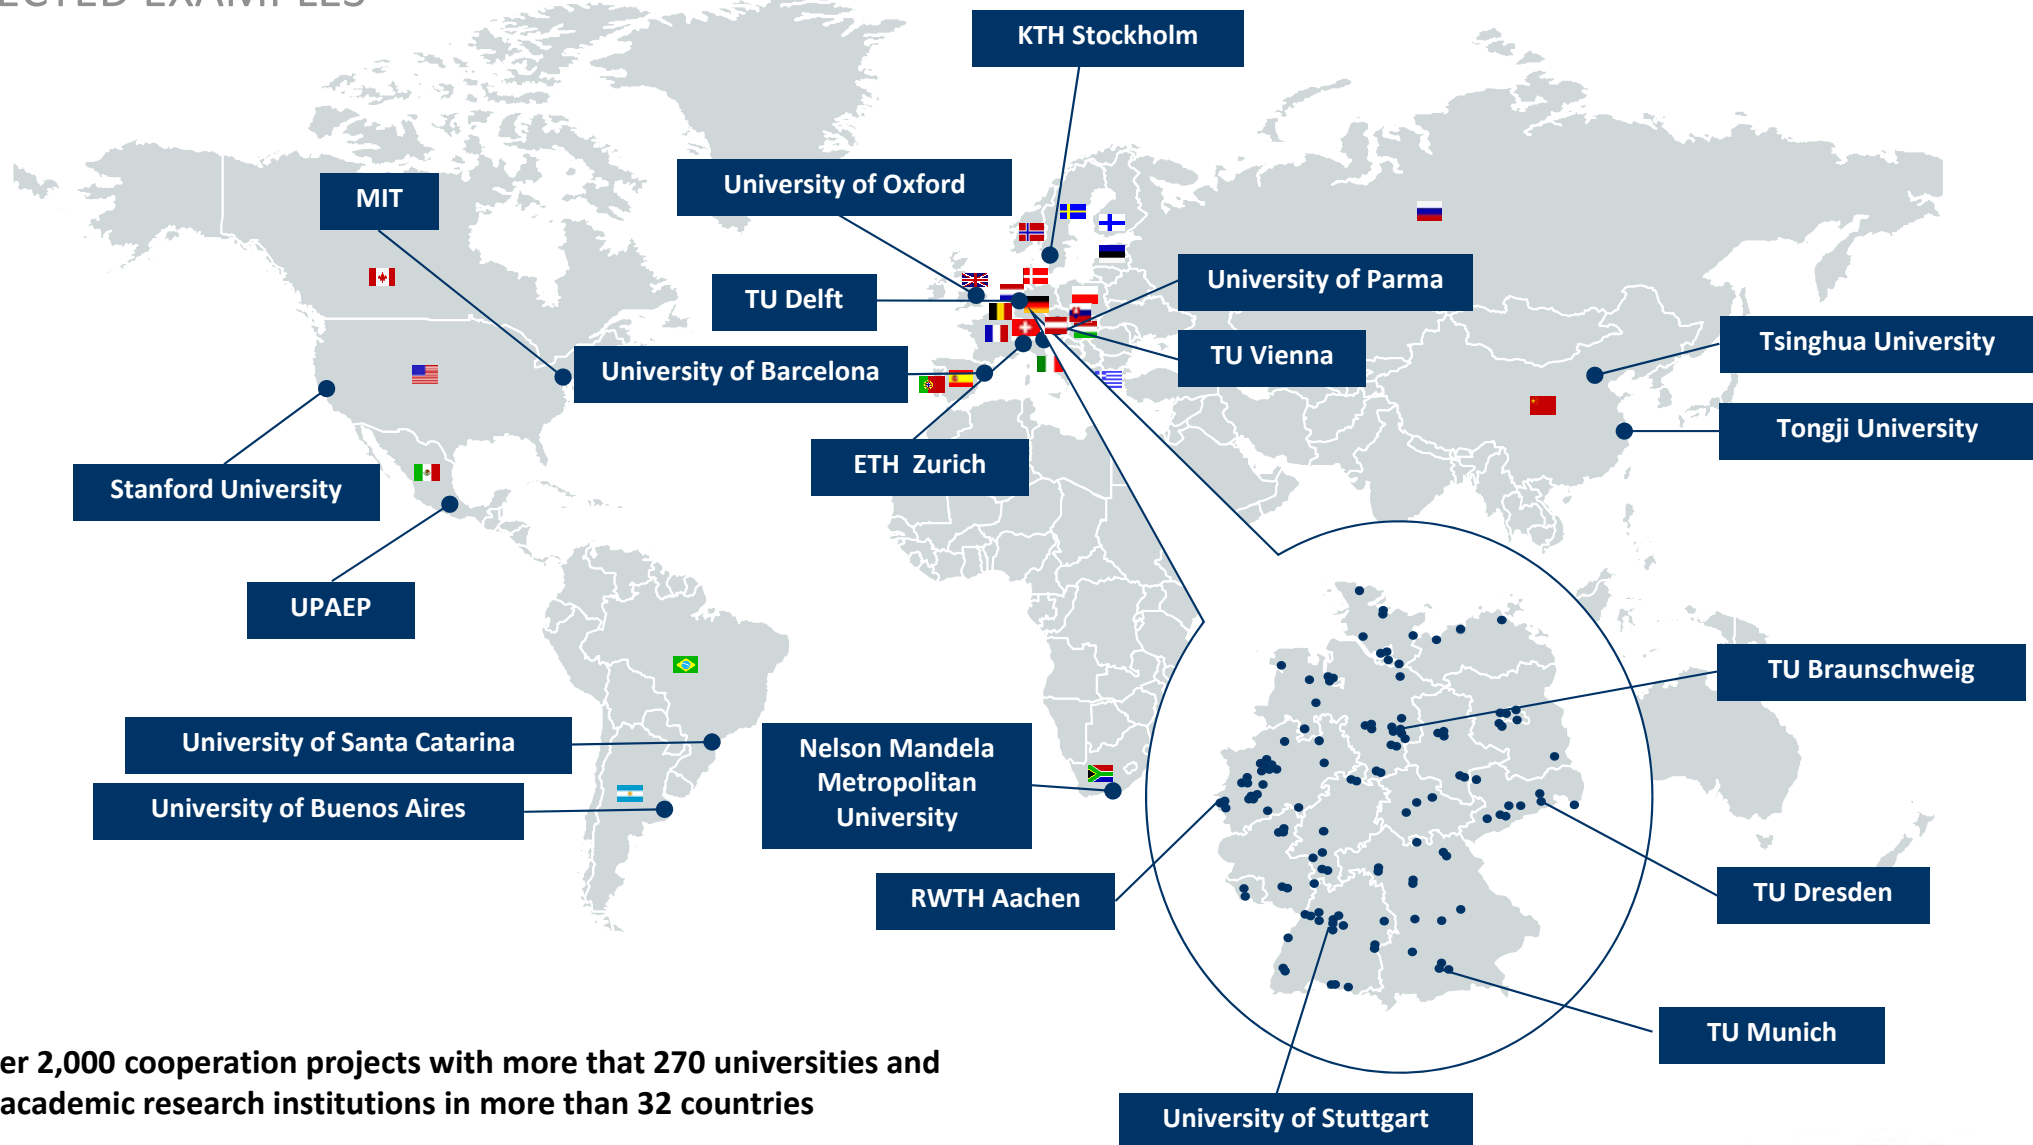 ECTED EXAMPLES
KTH Stockholm
University of Oxford
MIT
University of Parma
TU Delft
TU Vienna
Tsinghua University
University of Barcelona
Tongji University
ETH Zurich
Stanford University
UPAEP
TU Braunschweig
University of Santa Catarina
Nelson Mandela
Metropolitan
University
University of Buenos Aires
RWTH Aachen
TU Dresden
TU Munich
er 2,000 cooperation projects with more that 270 universities and
academic research institutions in more than 32 countries
University of Stuttgart